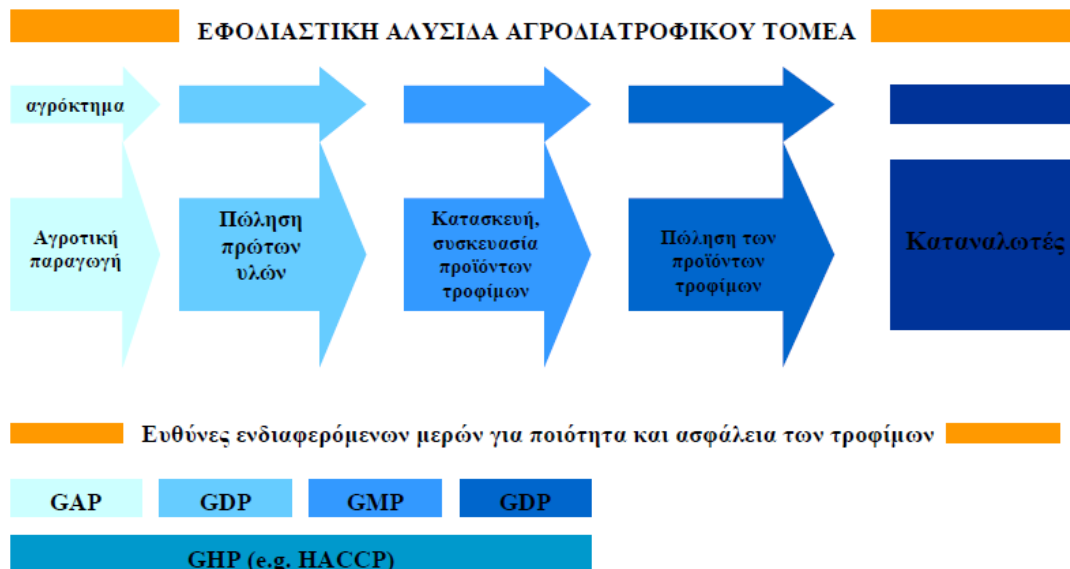 ΕΦΟΔΙΑΣΤΙΚΗ ΑΛΥΣΙΔΑ ΑΓΡΟΔΙΑΤΡΟΦΙΚΟΥ ΤΟΜΕΑ
αγρόκτημα
Αγροτική
παραγωγή
Πώληση
πρώτων
υλών
Κατασκευή,
συσκευασία
προϊόντων
τροφίμων
Πώληση των
προϊόντων
τροφίμων
Καταναλωτές
Ευθύνες ενδιαφερόμενων μερών για ποιότητα και ασφάλεια των τροφίμων
GAP
GDP
GMP
GDP
GHP (e.g. HACCP)